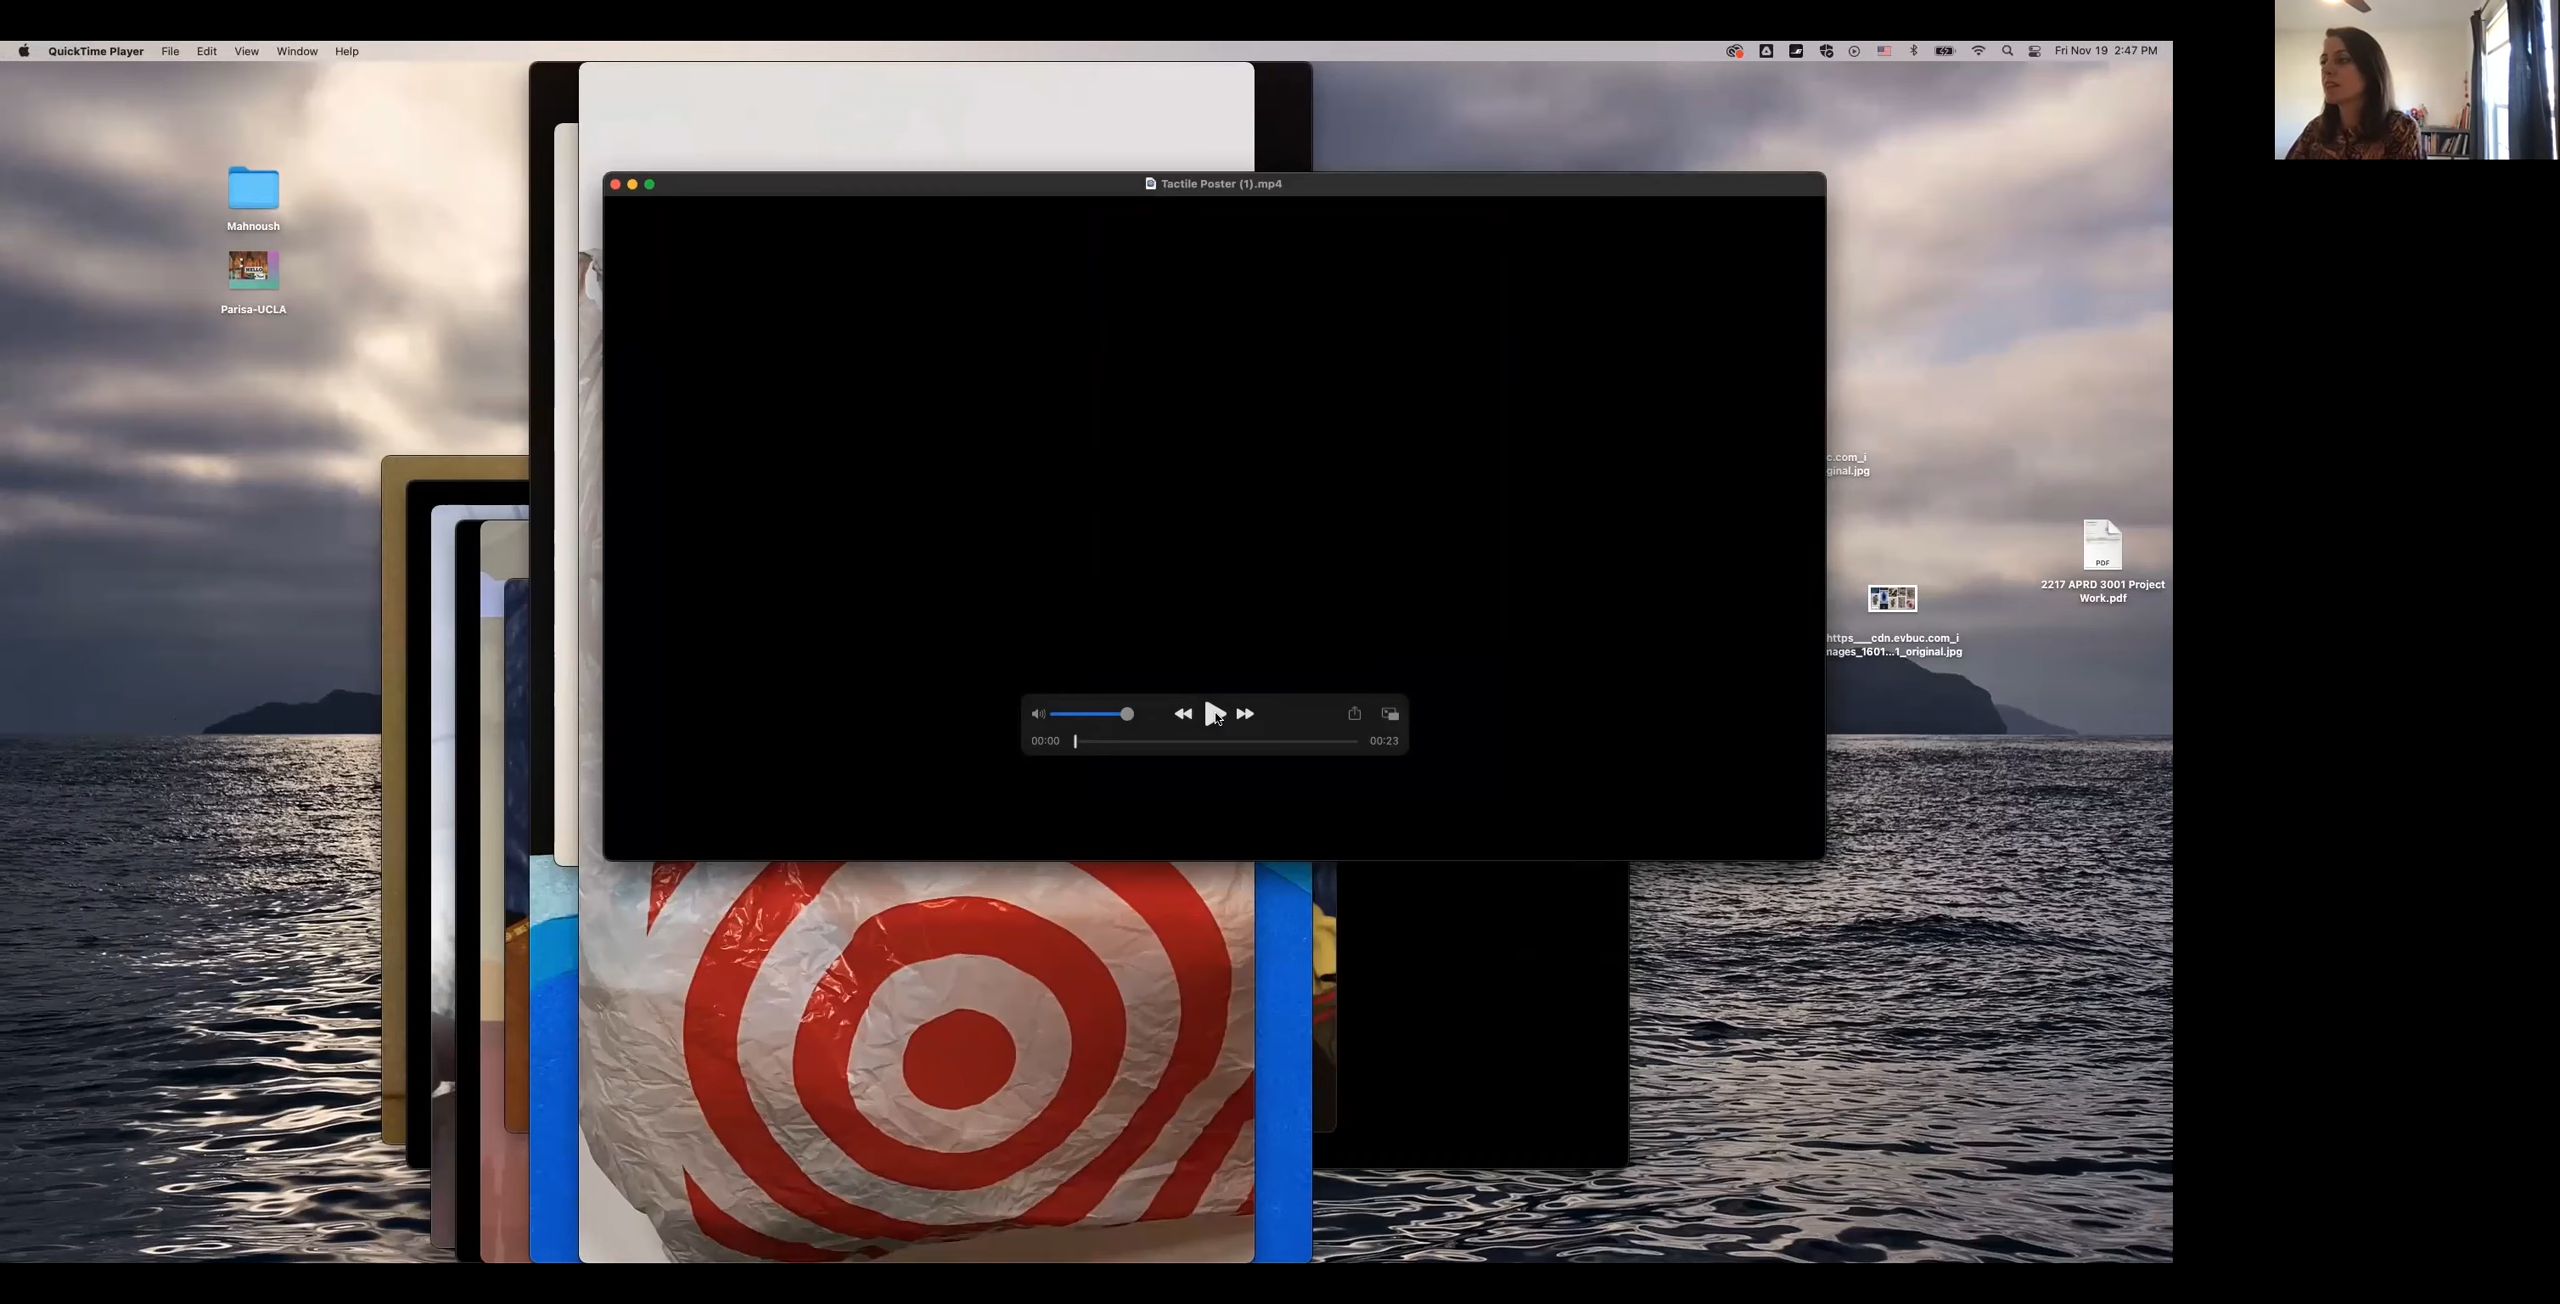 QuickTime Player File Edit View Window Help Fri Nov 19 2:47 PM
Tactile Poster (1).mp4
Mahnoush
HELLO
Parisa-UCLA
c.com_i
ginal.jpg
PDF
2217 APRD 3001 Project
Work.pdf
https___cdn.evbuc.com_i
mages_1601...1_original.jpg
00:00 00:23